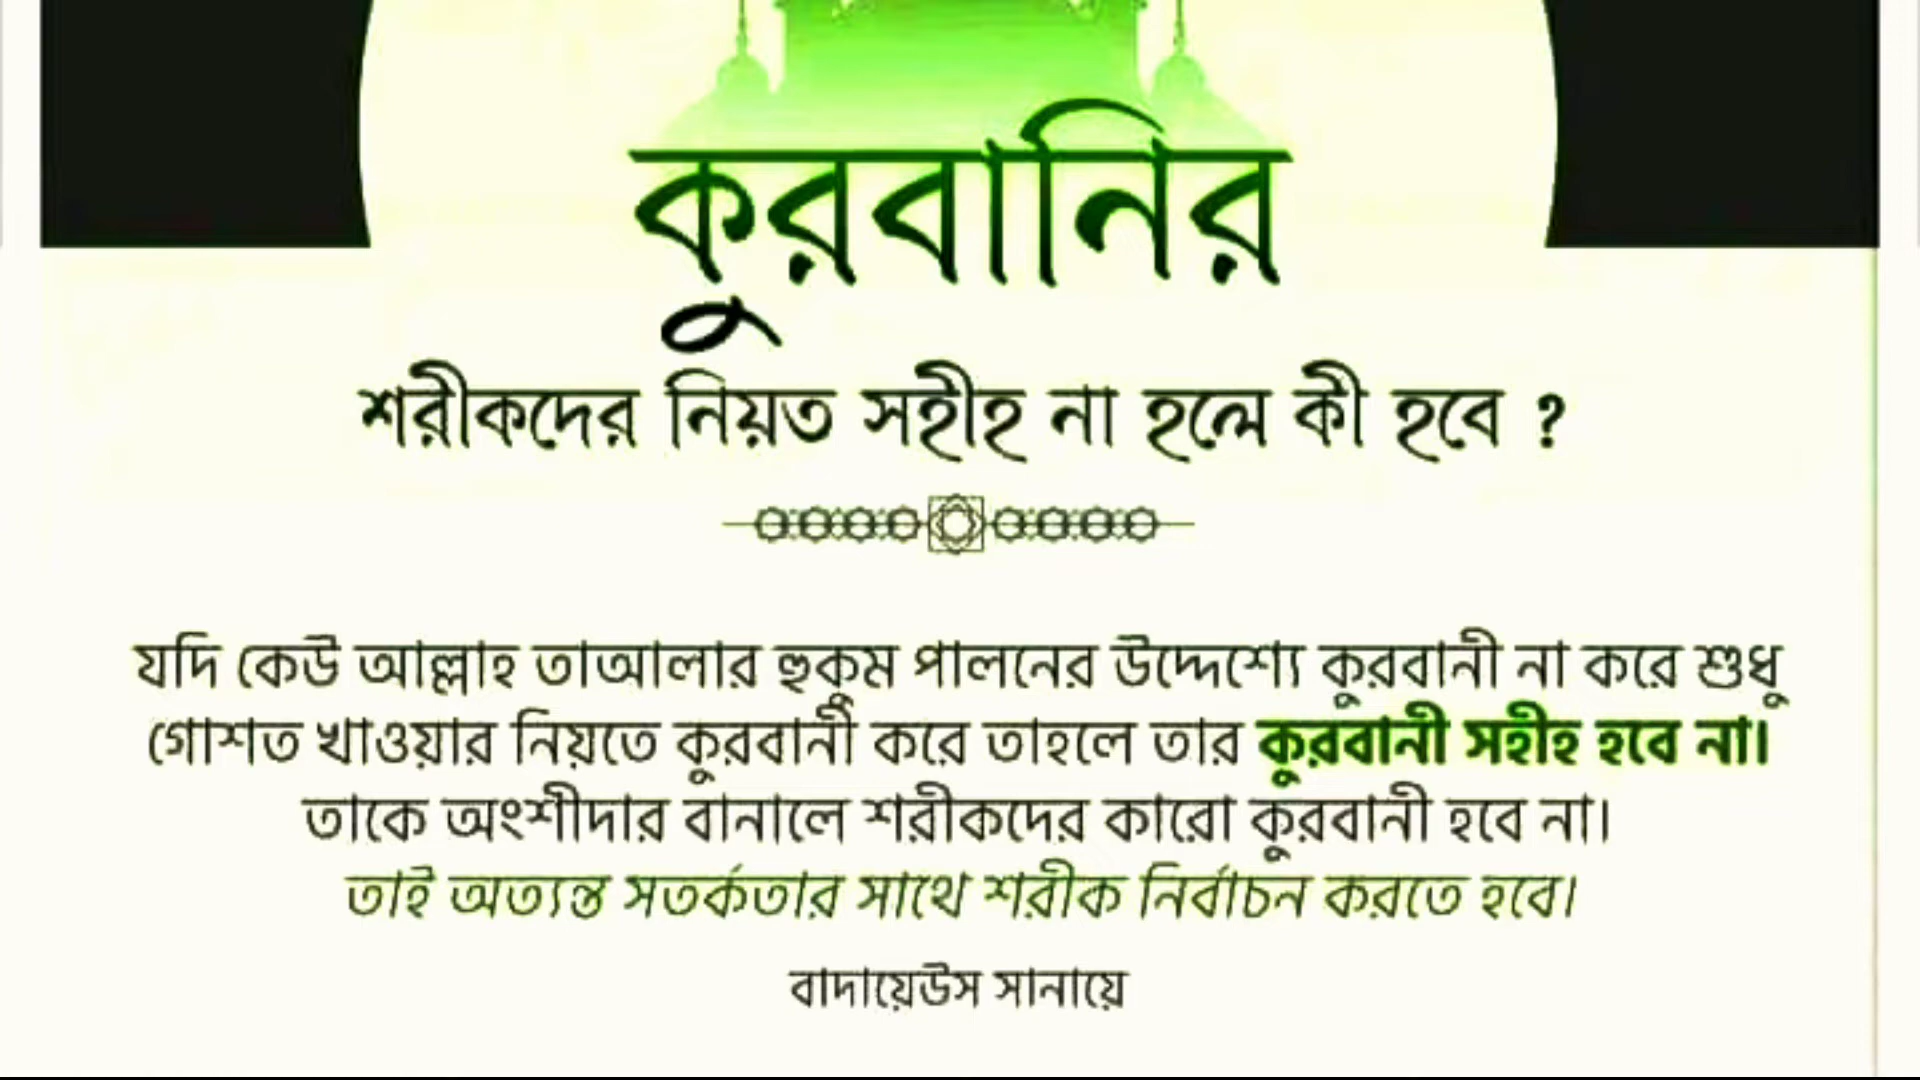 কুরবানির
শরীকদের নিয়ত সহীহ না হলে কী হবে ?
যদি কেউ আল্লাহ তাআলার হুকুম পালনের উদ্দেশ্যে কুরবানী না করে শুধু
গোশত খাওয়ার নিয়তে কুরবানী করে তাহলে তার কুরবানী সহীহ হবে না।
তাকে অংশীদার বানালে শরীকদের কারো কুরবানী হবে না।
তাই অত্যন্ত সতর্কতার সাথে শরীক নির্বাচন করতে হবে।
বাদায়েউস সানায়ে